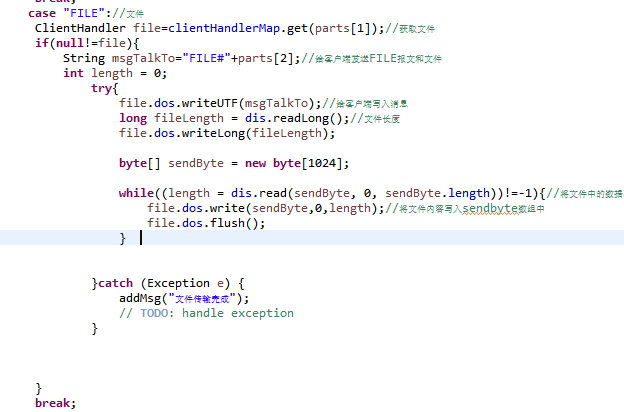 break;
case "FILE"://文件
ClientHandler file=clientHandlerMap.get(parts[1]);//获取文件
if(null!=file){
String msgTalkTo="FILE#"+parts[2];//给客户端发送FILE报文和文件
int length = 0;
try{
file.dos.writeUTF(msgTalkTo);//给客户端写入消息
long fileLength = dis.readLong();//文件长度
file.dos.writeLong(fileLength);
byte[] sendByte = new byte[1024];
while((length = dis.read(sendByte, 0, sendByte.length))!=-1){//将文件中的数据
file.dos.write(sendByte,0,length);//将文件内容写入sendbyte数组中
file.dos.flush();
}
}catch (Exception e) {
addMsg("文件传输完成");
// TODO: handle exception
}
}
break;